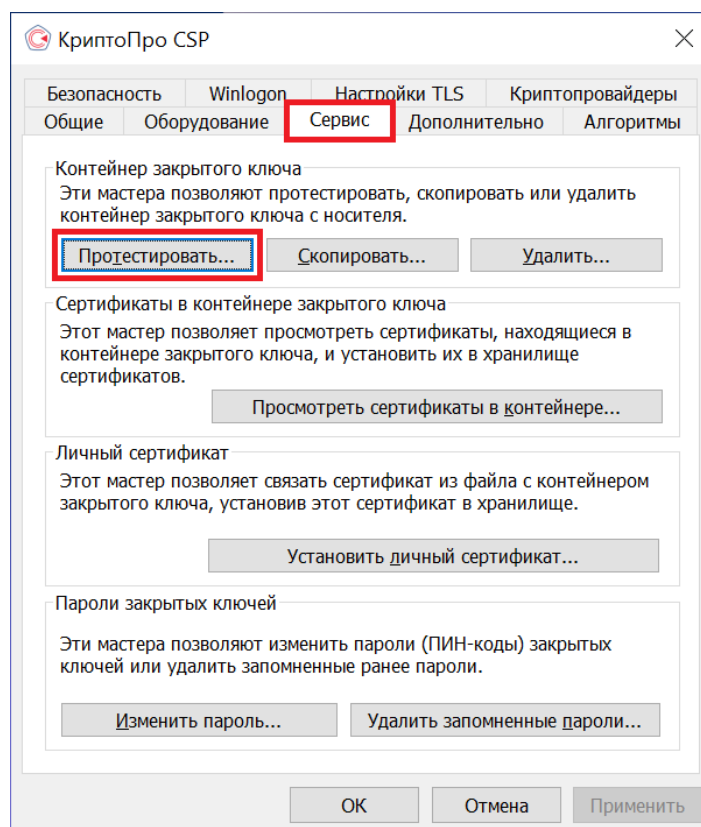 КриптоПро CSP
Безопасность Winlogon Настройки TLS Криптопровайдеры
Общие Оборудование Сервис Дополнительно Алгоритмы
Контейнер закрытого ключа
Эти мастера позволяют протестировать, скопировать или удалить
контейнер закрытого ключа с носителя.
Протестировать... Скопировать... Удалить...
Сертификаты в контейнере закрытого ключа
Этот мастер позволяет просмотреть сертификаты, находящиеся в
контейнере закрытого ключа, и установить их в хранилище
сертификатов.
Просмотреть сертификаты в контейнере...
Личный сертификат
Этот мастер позволяет связать сертификат из файла с контейнером
закрытого ключа, установив этот сертификат в хранилище.
Установить личный сертификат...
Пароли закрытых ключей
Эти мастера позволяют изменить пароли (ПИН-коды) закрытых
ключей или удалить запомненные ранее пароли.
Изменить пароль... Удалить запомненные пароли...
ОК Отмена Применить